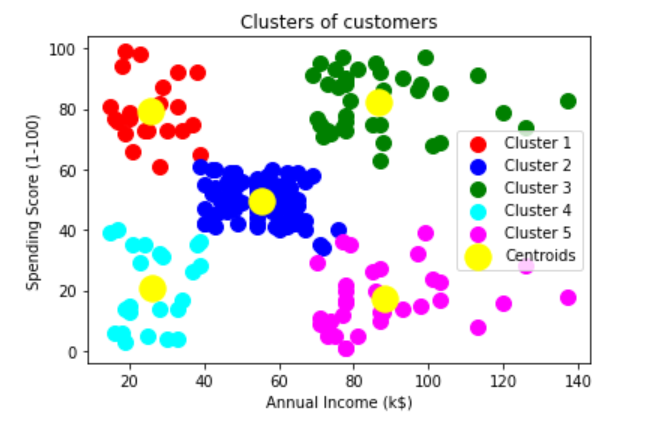 Clusters of customers
Spending Score (1-100)
100
80
60
40
20
0
Cluster 1
Cluster 2
Cluster 3
Cluster 4
Cluster 5
Centroids
20 40 60 80 100 120 140
Annual Income (k$)